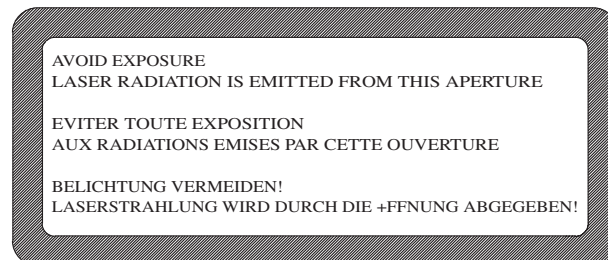 AVOID EXPOSURE
LASER RADIATION IS EMITTED FROM THIS APERTURE
EVITER TOUTE EXPOSITION
AUX RADIATIONS EMISES PAR CETTE OUVERTURE
BELICHTUNG VERMEIDEN!
LASERSTRAHLUNG WIRD DURCH DIE +FFNUNG ABGEGEBEN!